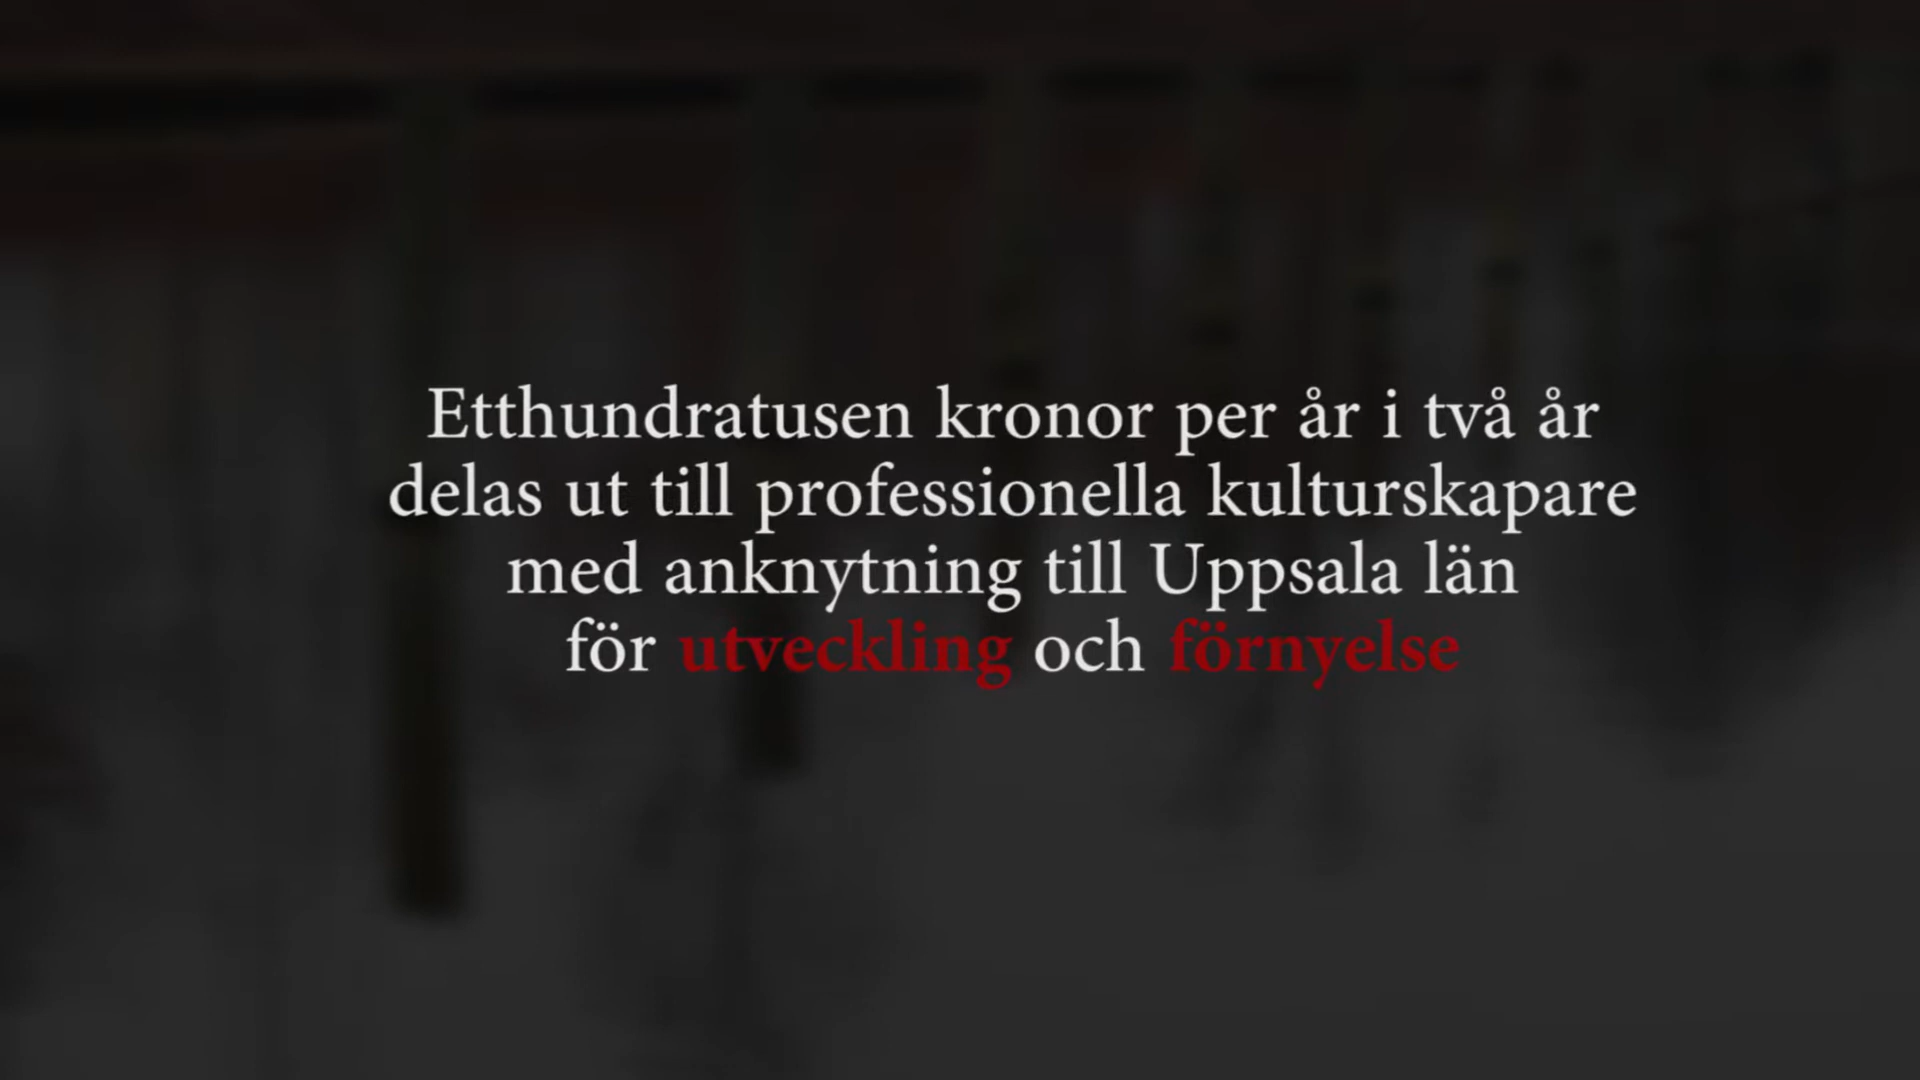 Etthundratusen kronor per år i två år
delas ut till professionella kulturskapare
med anknytning till Uppsala län
för utveckling och förnyelse